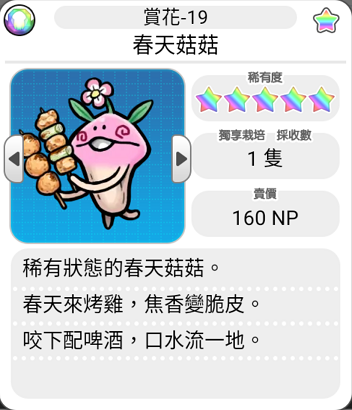 賞花-19
春天菇菇
稀有度
獨享栽培 採收數
1 隻
賣價
160 NP
稀有狀態的春天菇菇。
春天來烤雞，焦香變脆皮。
咬下配啤酒，口水流一地。